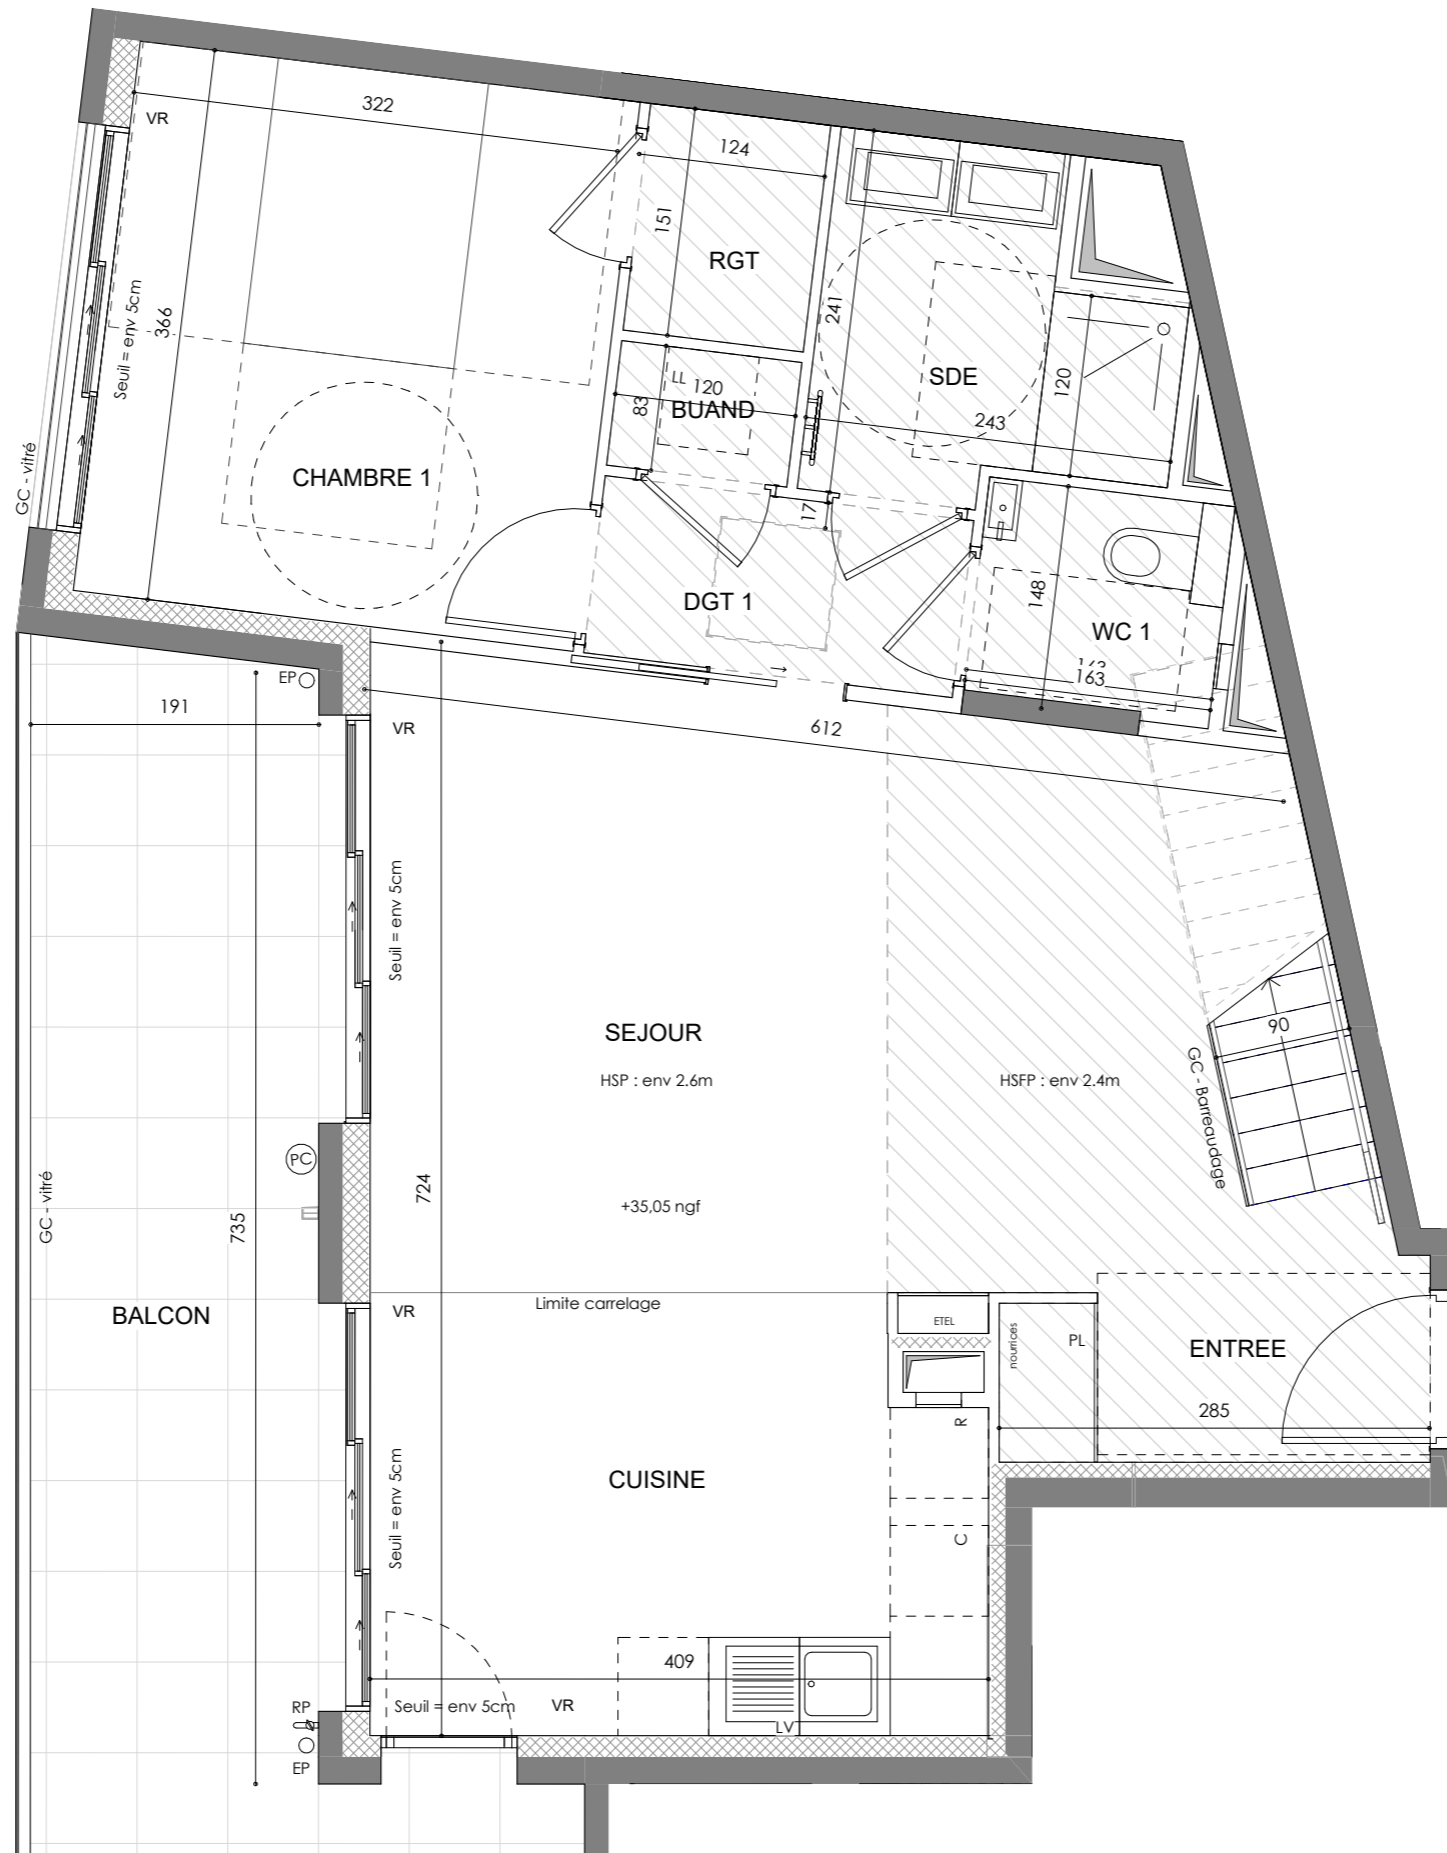 322
VR
124
151
RGT
241
366
Seuil = env 5cm
SDE
120
LL
120
83
BUAND
243
CHAMBRE 1
GC - vitré
17
148
DGT 1
WC 1
163
163
EP
191
VR
612
Seuil = env 5cm
SEJOUR
90
HSP : env 2.6m
HSFP : env 2.4m
GC - Barreaudage
PC
GC - vitré
724
735
+35,05 ngf
BALCON
VR
Limite carrelage
ETEL
nourrices
PL
ENTREE
285
R
CUISINE
Seuil = env 5cm
C
409
RP
Seuil = env 5cm
VR
LV
EP